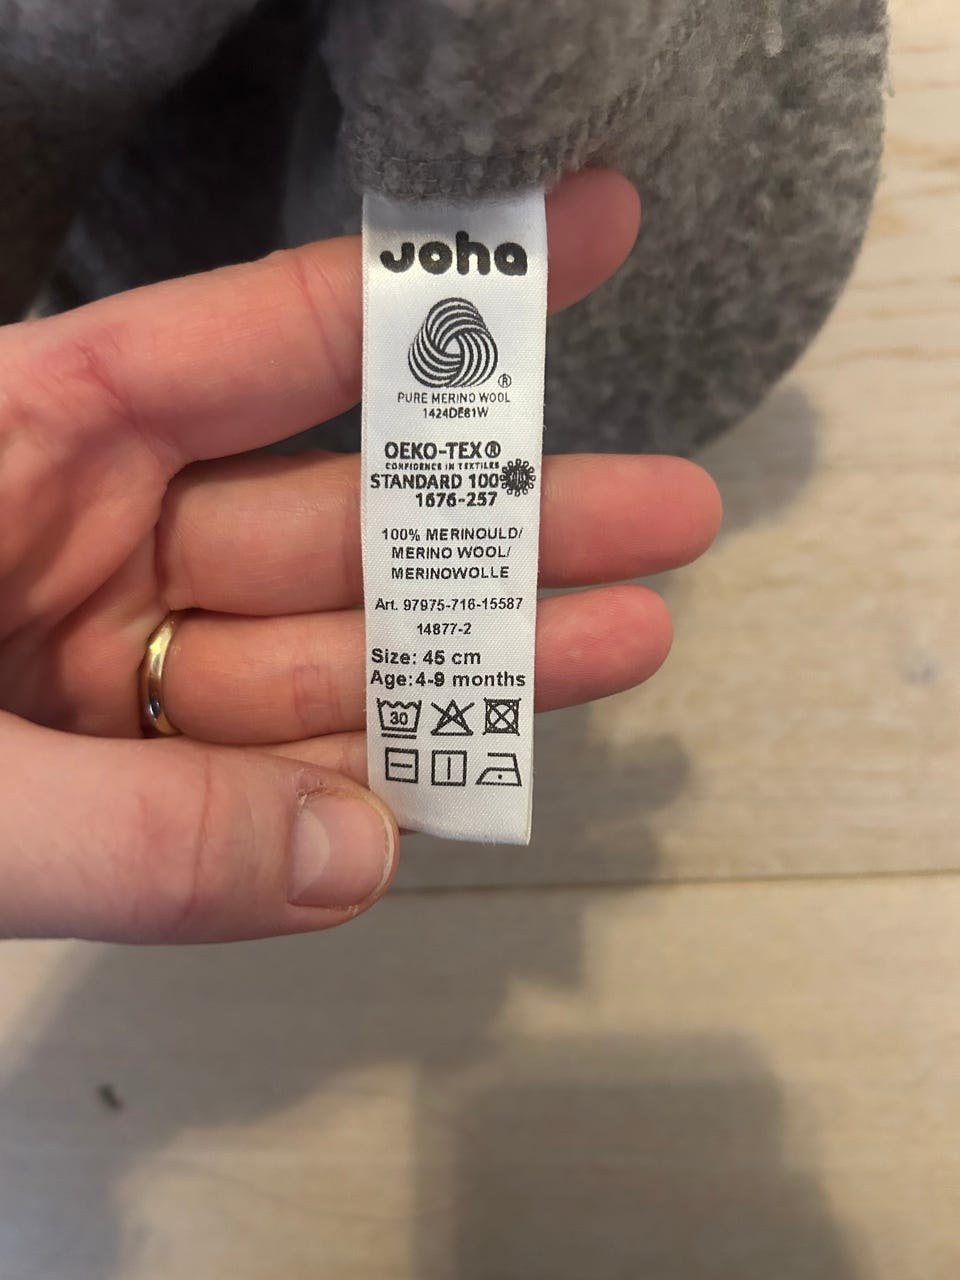 Joha
®
PURE MERINO WOOL
1424DE81W
OEKO-TEX®
CONFIDENCE IN TEXTILES
STANDARD 100
1676-257
100% MERINOULD/
MERINO WOOL/
MERINOWOLLE
Art. 97975-716-15587
14877-2
Size: 45 cm
Age:4-9 months
30